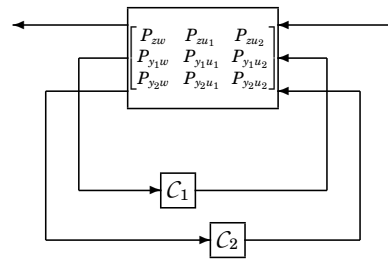 P_{zw} P_{zu_1} P_{zu_2}
P_{y_1w} P_{y_1u_1} P_{y_1u_2}
P_{y_2w} P_{y_2u_1} P_{y_2u_2}
C_1
C_2